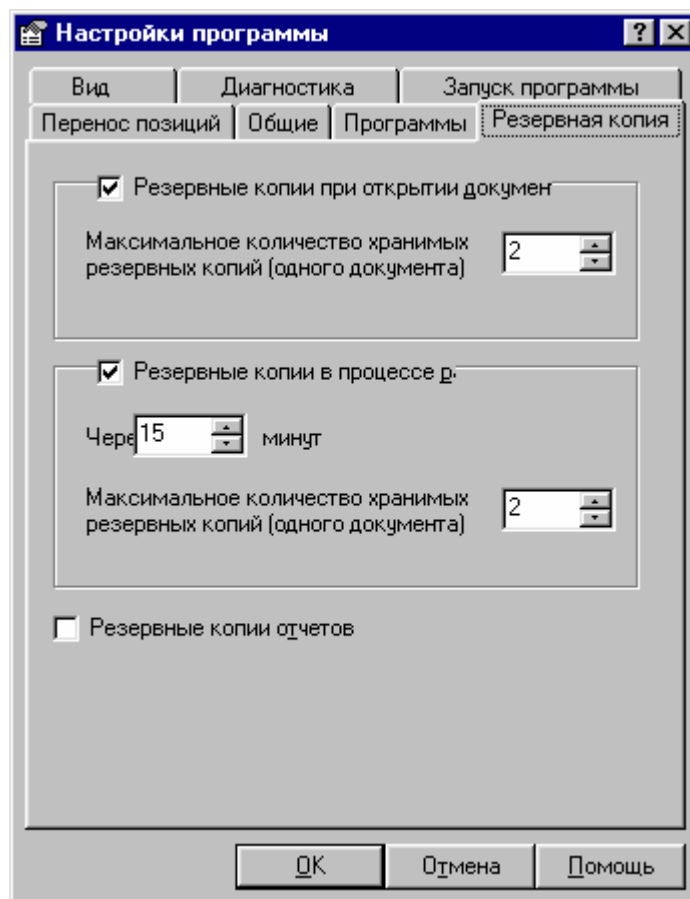 Настройки программы
Вид Диагностика Запуск программы
Перенос позиций Общие Программы Резервная копия
Резервные копии при открытии докумен
Максимальное количество хранимых
резервных копий (одного документа)
2
Резервные копии в процессе р
Чере 15 минут
Максимальное количество хранимых
резервных копий (одного документа)
2
Резервные копии отчетов
OK Отмена Помощь